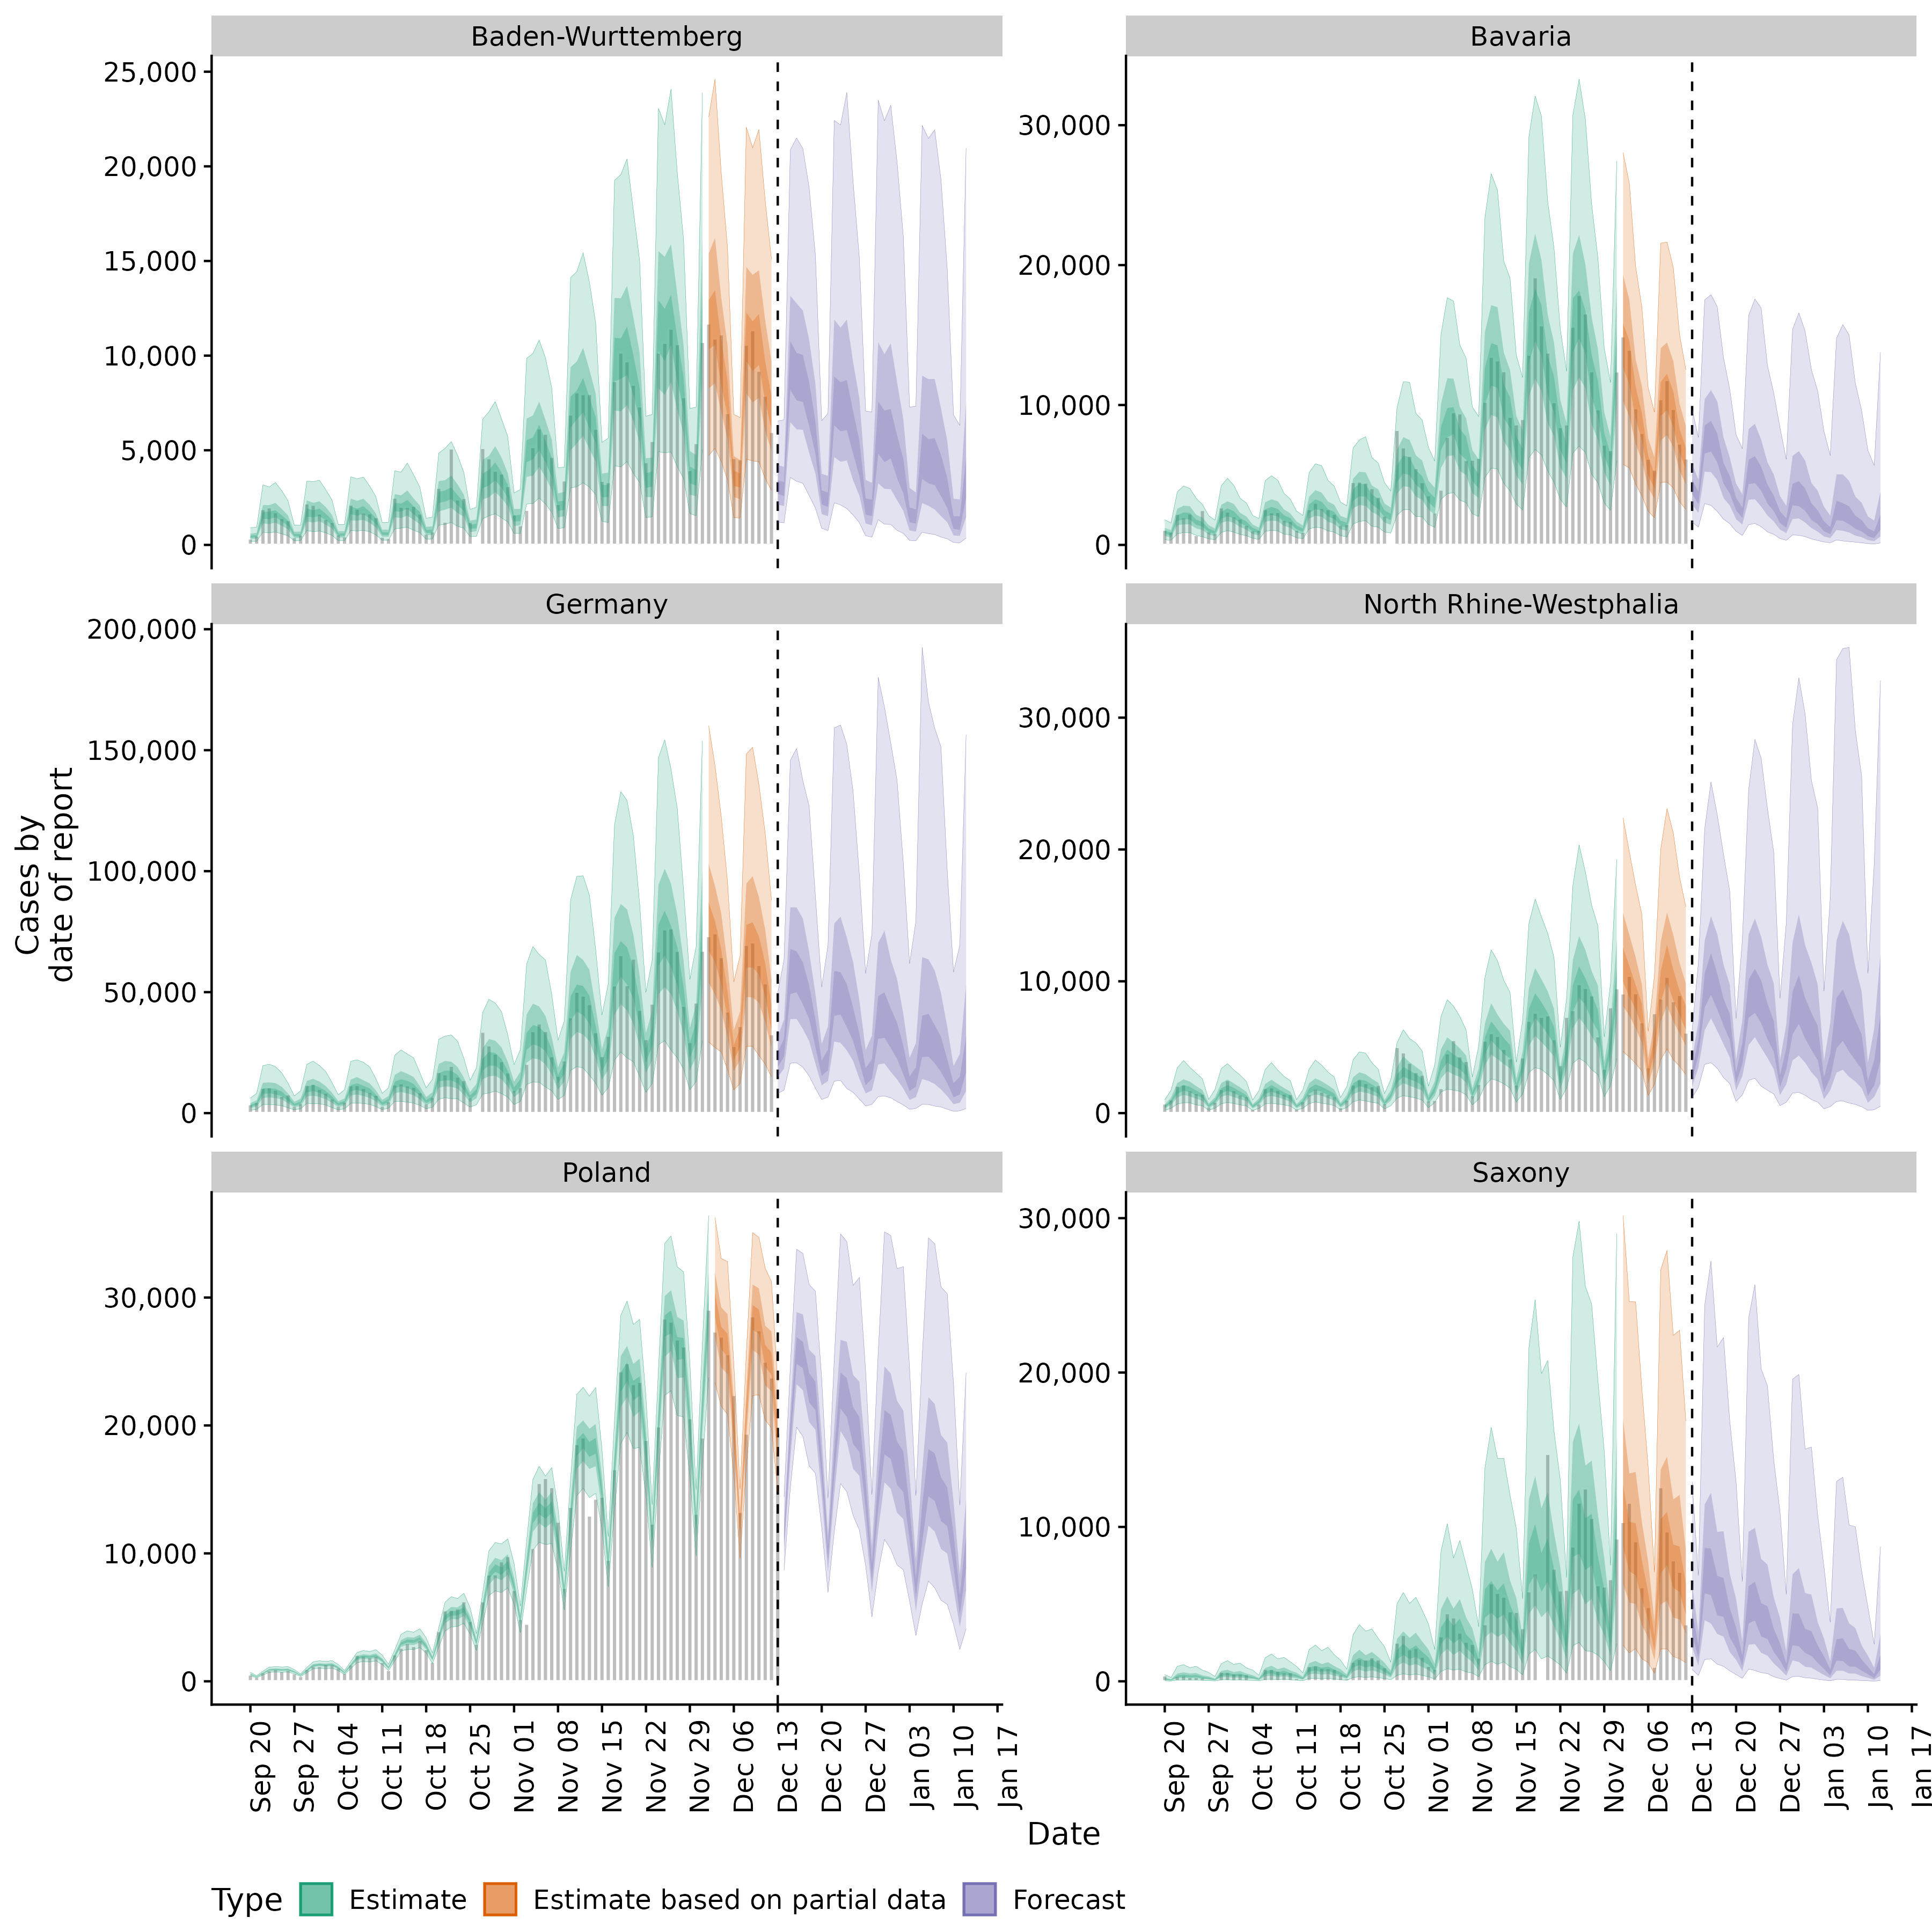 Baden-Wurttemberg
Bavaria
25,000
20,000
15,000
10,000
5,000
0
30,000
20,000
10,000
0
Germany
North Rhine-Westphalia
200,000
150,000
100,000
50,000
0
30,000
20,000
10,000
0
Cases by
date of report
Poland
Saxony
30,000
20,000
10,000
0
30,000
20,000
10,000
0
Sep 20
Sep 27
Oct 04
Oct 11
Oct 18
Oct 25
Nov 01
Nov 08
Nov 15
Nov 22
Nov 29
Dec 06
Dec 13
Dec 20
Dec 27
Jan 03
Jan 10
Jan 17
Sep 20
Sep 27
Oct 04
Oct 11
Oct 18
Oct 25
Nov 01
Nov 08
Nov 15
Nov 22
Nov 29
Dec 06
Dec 13
Dec 20
Dec 27
Jan 03
Jan 10
Jan 17
Date
Type Estimate Estimate based on partial data Forecast